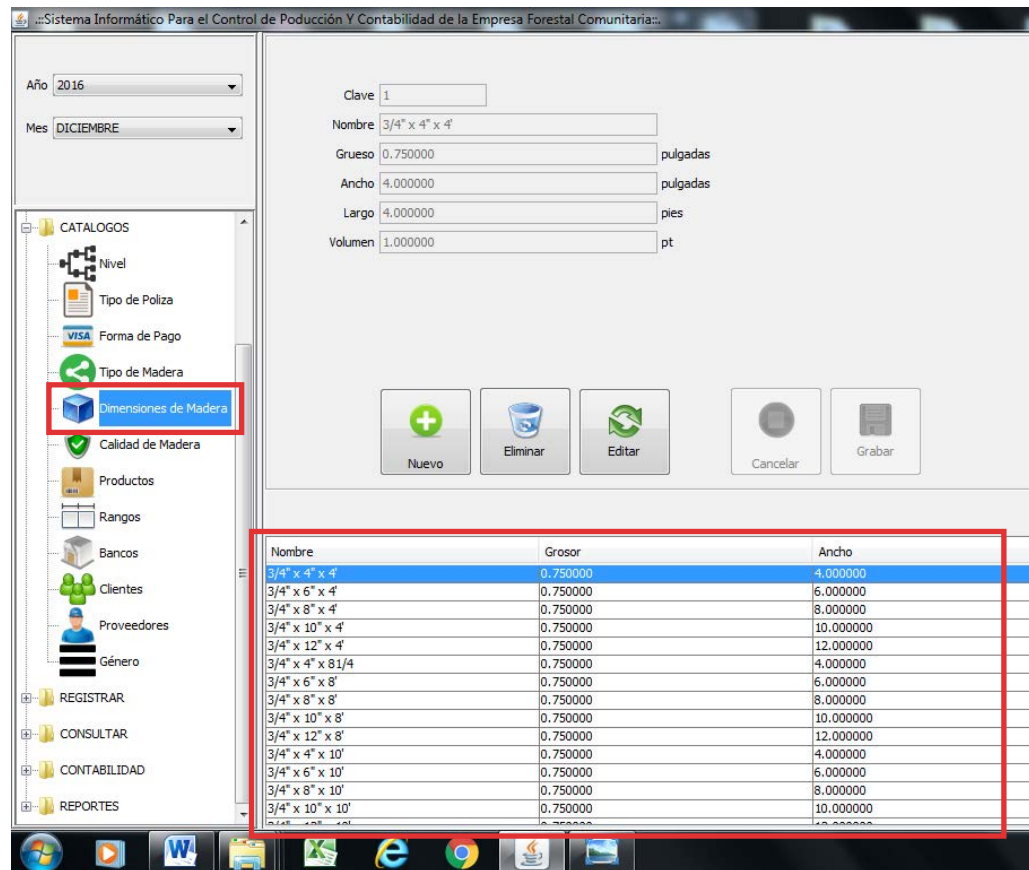 .::Sistema Informático Para el Control de Poducción Y Contabilidad de la Empresa Forestal Comunitaria::.
Año 2016
Mes DICIEMBRE
Clave 1
Nombre 3/4" x 4" x 4'
Grueso 0.750000 pulgadas
Ancho 4.000000 pulgadas
Largo 4.000000 pies
Volumen 1.000000 pt
CATALOGOS
Nivel
Tipo de Poliza
VISA Forma de Pago
Tipo de Madera
Dimensiones de Madera
Calidad de Madera
Productos
Rangos
Bancos
Clientes
Proveedores
Género
REGISTRAR
CONSULTAR
CONTABILIDAD
REPORTES
Nuevo
Eliminar
Editar
Cancelar
Grabar
Nombre Grosor Ancho
3/4" x 4" x 4' 0.750000 4.000000
3/4" x 6" x 4' 0.750000 6.000000
3/4" x 8" x 4' 0.750000 8.000000
3/4" x 10" x 4' 0.750000 10.000000
3/4" x 12" x 4' 0.750000 12.000000
3/4" x 4" x 81/4 0.750000 4.000000
3/4" x 6" x 8' 0.750000 6.000000
3/4" x 8" x 8' 0.750000 8.000000
3/4" x 10" x 8' 0.750000 10.000000
3/4" x 12" x 8' 0.750000 12.000000
3/4" x 4" x 10' 0.750000 4.000000
3/4" x 6" x 10' 0.750000 6.000000
3/4" x 8" x 10' 0.750000 8.000000
3/4" x 10" x 10' 0.750000 10.000000